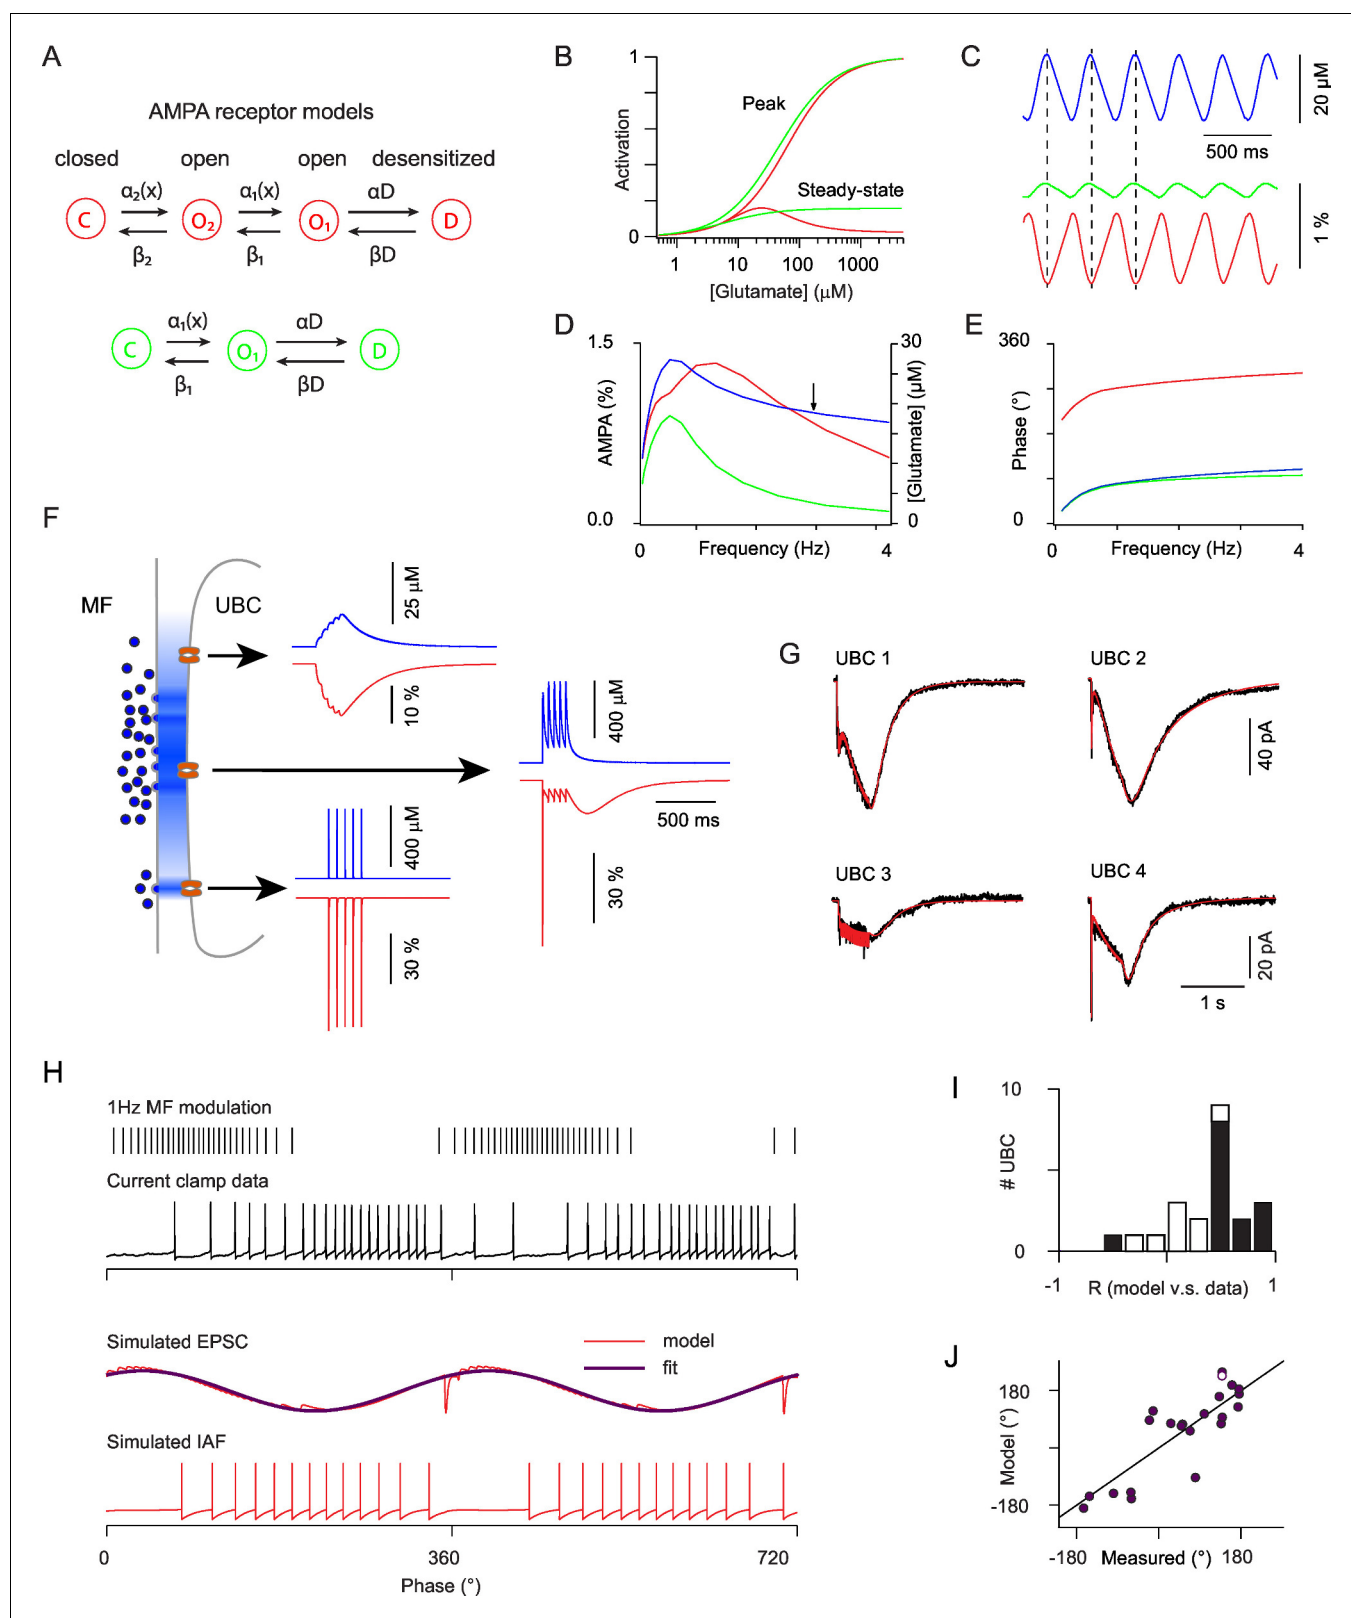 A
AMPA receptor models
closed open open desensitized
α₂(x) α₁(x) αD
C O₂ O₁ D
β₂ β₁ βD
α₁(x) αD
C O₁ D
β₁ βD
B
Activation
1
0
Peak
Steady-state
1 10 100 1000
[Glutamate] (μM)
C
20 μM
500 ms
1 %
D
1.5
AMPA (%)
0.0
30
[Glutamate] (μM)
0
0 Frequency (Hz) 4
E
360
Phase (°)
0
0 Frequency (Hz) 4
F
MF UBC
25 μM
10 %
400 μM
500 ms
30 %
400 μM
30 %
G
UBC 1 UBC 2
40 pA
UBC 3 UBC 4
20 pA
1 s
H
1Hz MF modulation
Current clamp data
Simulated EPSC
model
fit
Simulated IAF
0 360 720
Phase (°)
I
10
# UBC
5
0
-1 R (model v.s. data) 1
J
180
Model (°)
-180
-180 Measured (°) 180